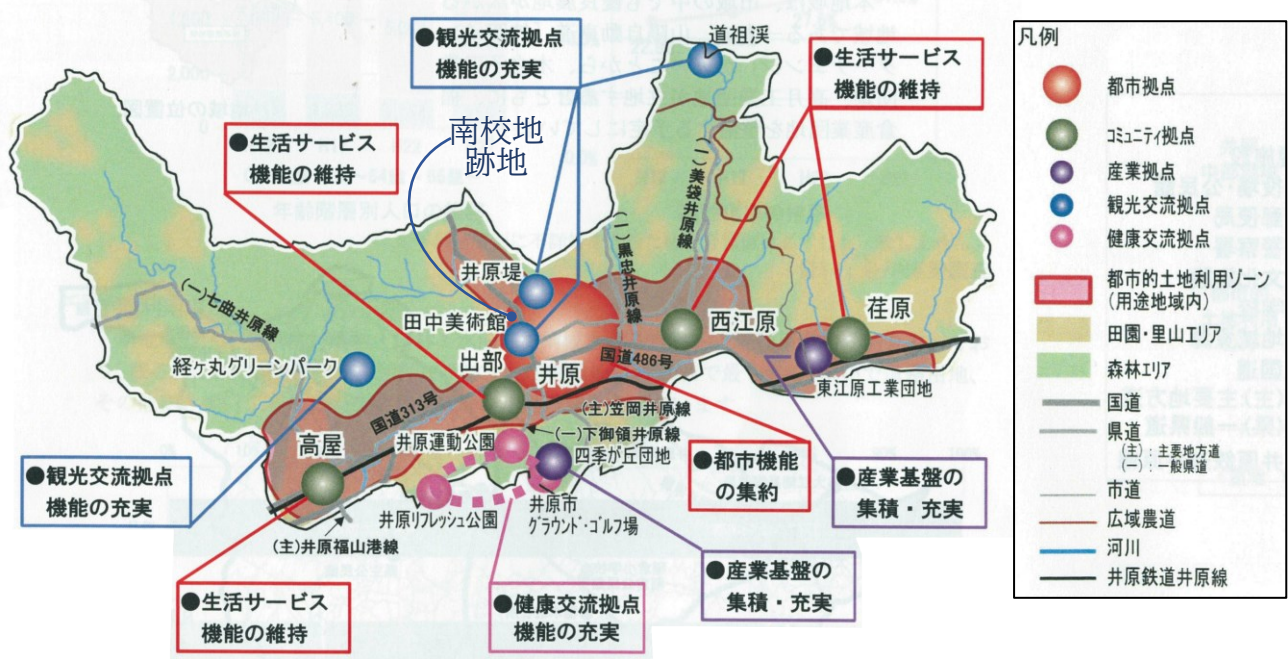 ●観光交流拠点
機能の充実
道祖渓
●生活サービス
機能の維持
●生活サービス
機能の維持
南校地
跡地
(一)美袋井原線
(一)黒忠井原線
井原堤
(一)七曲井原線
田中美術館
西江原
荏原
経ヶ丸グリーンパーク
出部
井原
国道486号
東江原工業団地
国道313号
(主)笠岡井原線
高屋
井原運動公園
(一)下御領井原線
四季が丘団地
●観光交流拠点
機能の充実
●都市機能
の集約
●産業基盤の
集積・充実
井原リフレッシュ公園
井原市
グラウンド・ゴルフ場
(主)井原福山港線
●生活サービス
機能の維持
●健康交流拠点
機能の充実
●産業基盤の
集積・充実
凡例
都市拠点
コミュニティ拠点
産業拠点
観光交流拠点
健康交流拠点
都市的土地利用ゾーン
(用途地域内)
田園・里山エリア
森林エリア
国道
県道
(主):主要地方道
(一):一般県道
市道
広域農道
河川
井原鉄道井原線